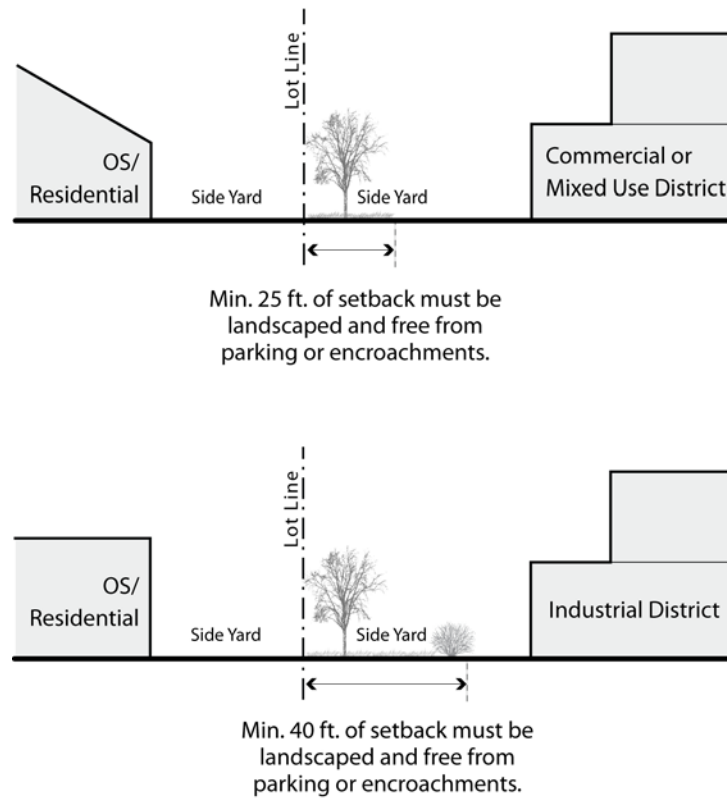 Lot Line
OS/
Residential
Side Yard
Side Yard
Commercial or
Mixed Use District
Min. 25 ft. of setback must be
landscaped and free from
parking or encroachments.
Lot Line
OS/
Residential
Side Yard
Side Yard
Industrial District
Min. 40 ft. of setback must be
landscaped and free from
parking or encroachments.